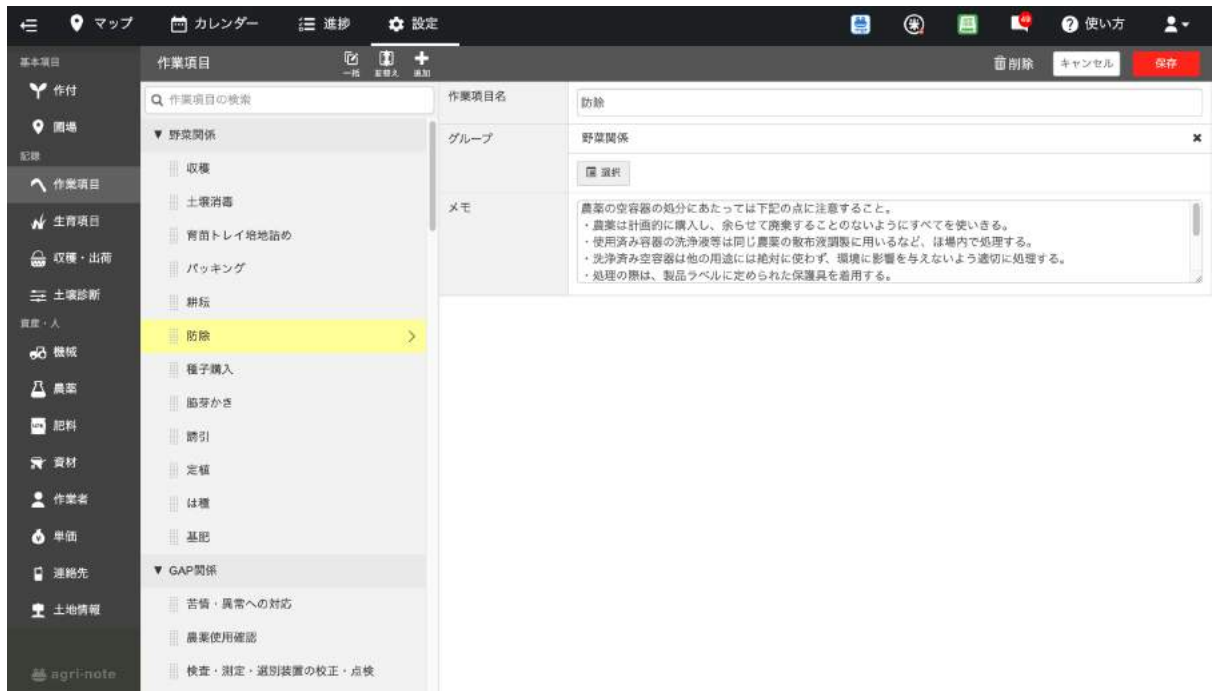 マップ カレンダー 進捗 設定 使い方
基本項目
作付
圃場
記録
作業項目
生育項目
収穫・出荷
土壌診断
資産・人
機械
農薬
肥料
資材
作業者
単価
連絡先
土地情報
agri-note
作業項目 一括 並替え 追加 削除 キャンセル 保存
作業項目の検索
▼ 野菜関係
収穫
土壌消毒
育苗トレイ培地詰め
パッキング
耕耘
防除
種子購入
脇芽かき
誘引
定植
は種
基肥
▼ GAP関係
苦情・異常への対応
農薬使用確認
検査・測定・選別装置の校正・点検
作業項目名 防除
グループ 野菜関係
選択
メモ
農薬の空容器の処分にあたっては下記の点に注意すること。
・農薬は計画的に購入し、余らせて廃棄することのないようにすべてを使いきる。
・使用済み容器の洗浄液等は同じ農薬の散布液調製に用いるなど、ほ場内で処理する。
・洗浄済み空容器は他の用途には絶対に使わず、環境に影響を与えないよう適切に処理する。
・処理の際は、製品ラベルに定められた保護具を着用する。